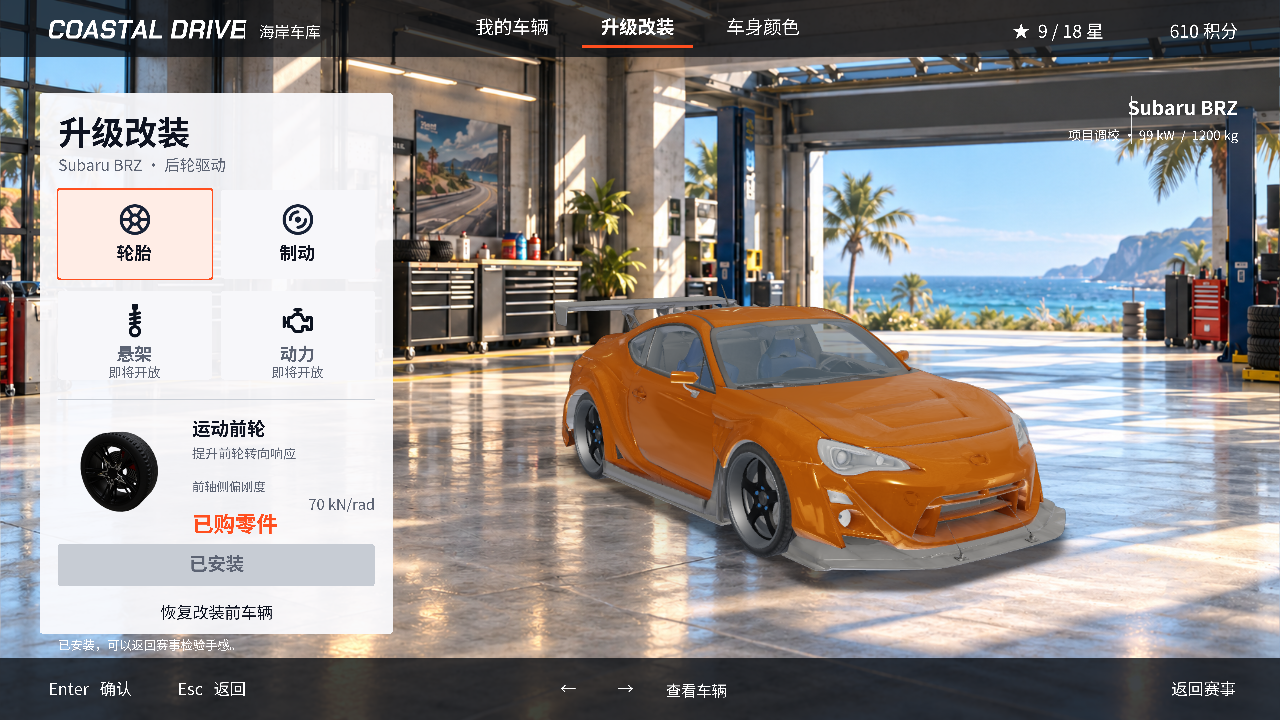 COASTAL DRIVE 海岸车库
我的车辆 升级改装 车身颜色
★ 9 / 18 星 610 积分
Subaru BRZ
项目调校 · 99 kW / 1200 kg
升级改装
Subaru BRZ · 后轮驱动
轮胎 制动
悬架 动力
即将开放 即将开放
运动前轮
提升前轮转向响应
前轴侧偏刚度
70 kN/rad
已购零件
已安装
恢复改装前车辆
已安装，可以返回赛事检验手感。
Enter 确认 Esc 返回 ← → 查看车辆 返回赛事